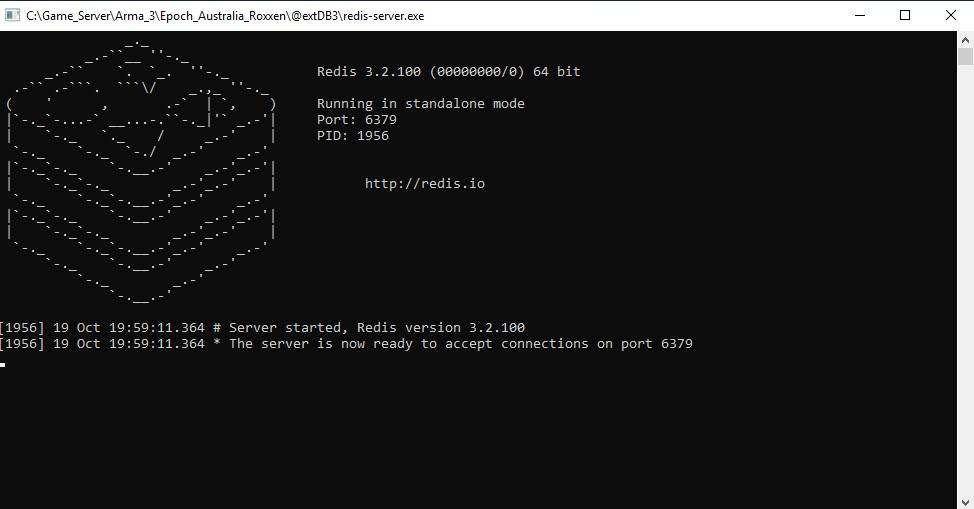 C:\Game_Server\Arma_3\Epoch_Australia_Roxxen\@extDB3\redis-server.exe
Redis 3.2.100 (00000000/0) 64 bit
Running in standalone mode
Port: 6379
PID: 1956
http://redis.io
[1956] 19 Oct 19:59:11.364 # Server started, Redis version 3.2.100
[1956] 19 Oct 19:59:11.364 * The server is now ready to accept connections on port 6379